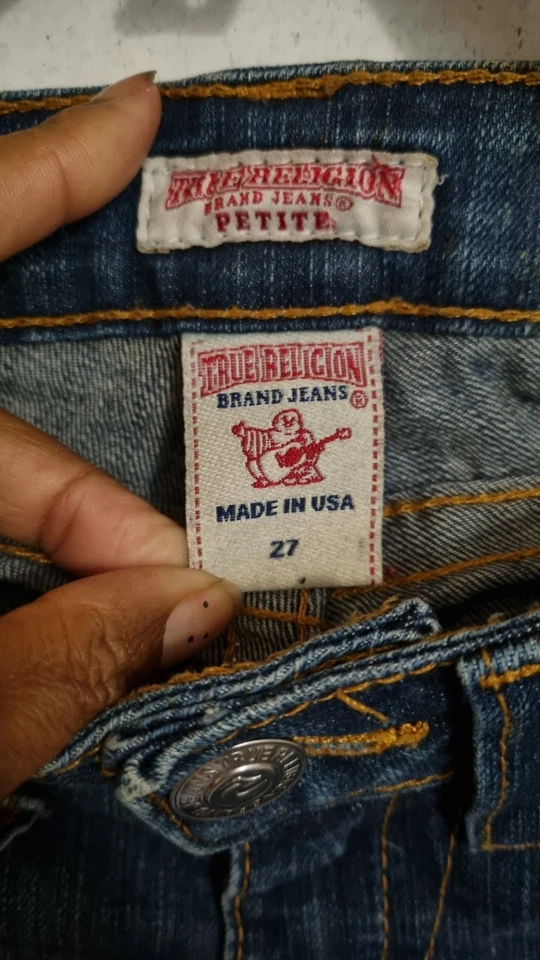 TRUE RELIGION
BRAND JEANS®
PETITE
TRUE RELIGION
BRAND JEANS
®
MADE IN USA
27